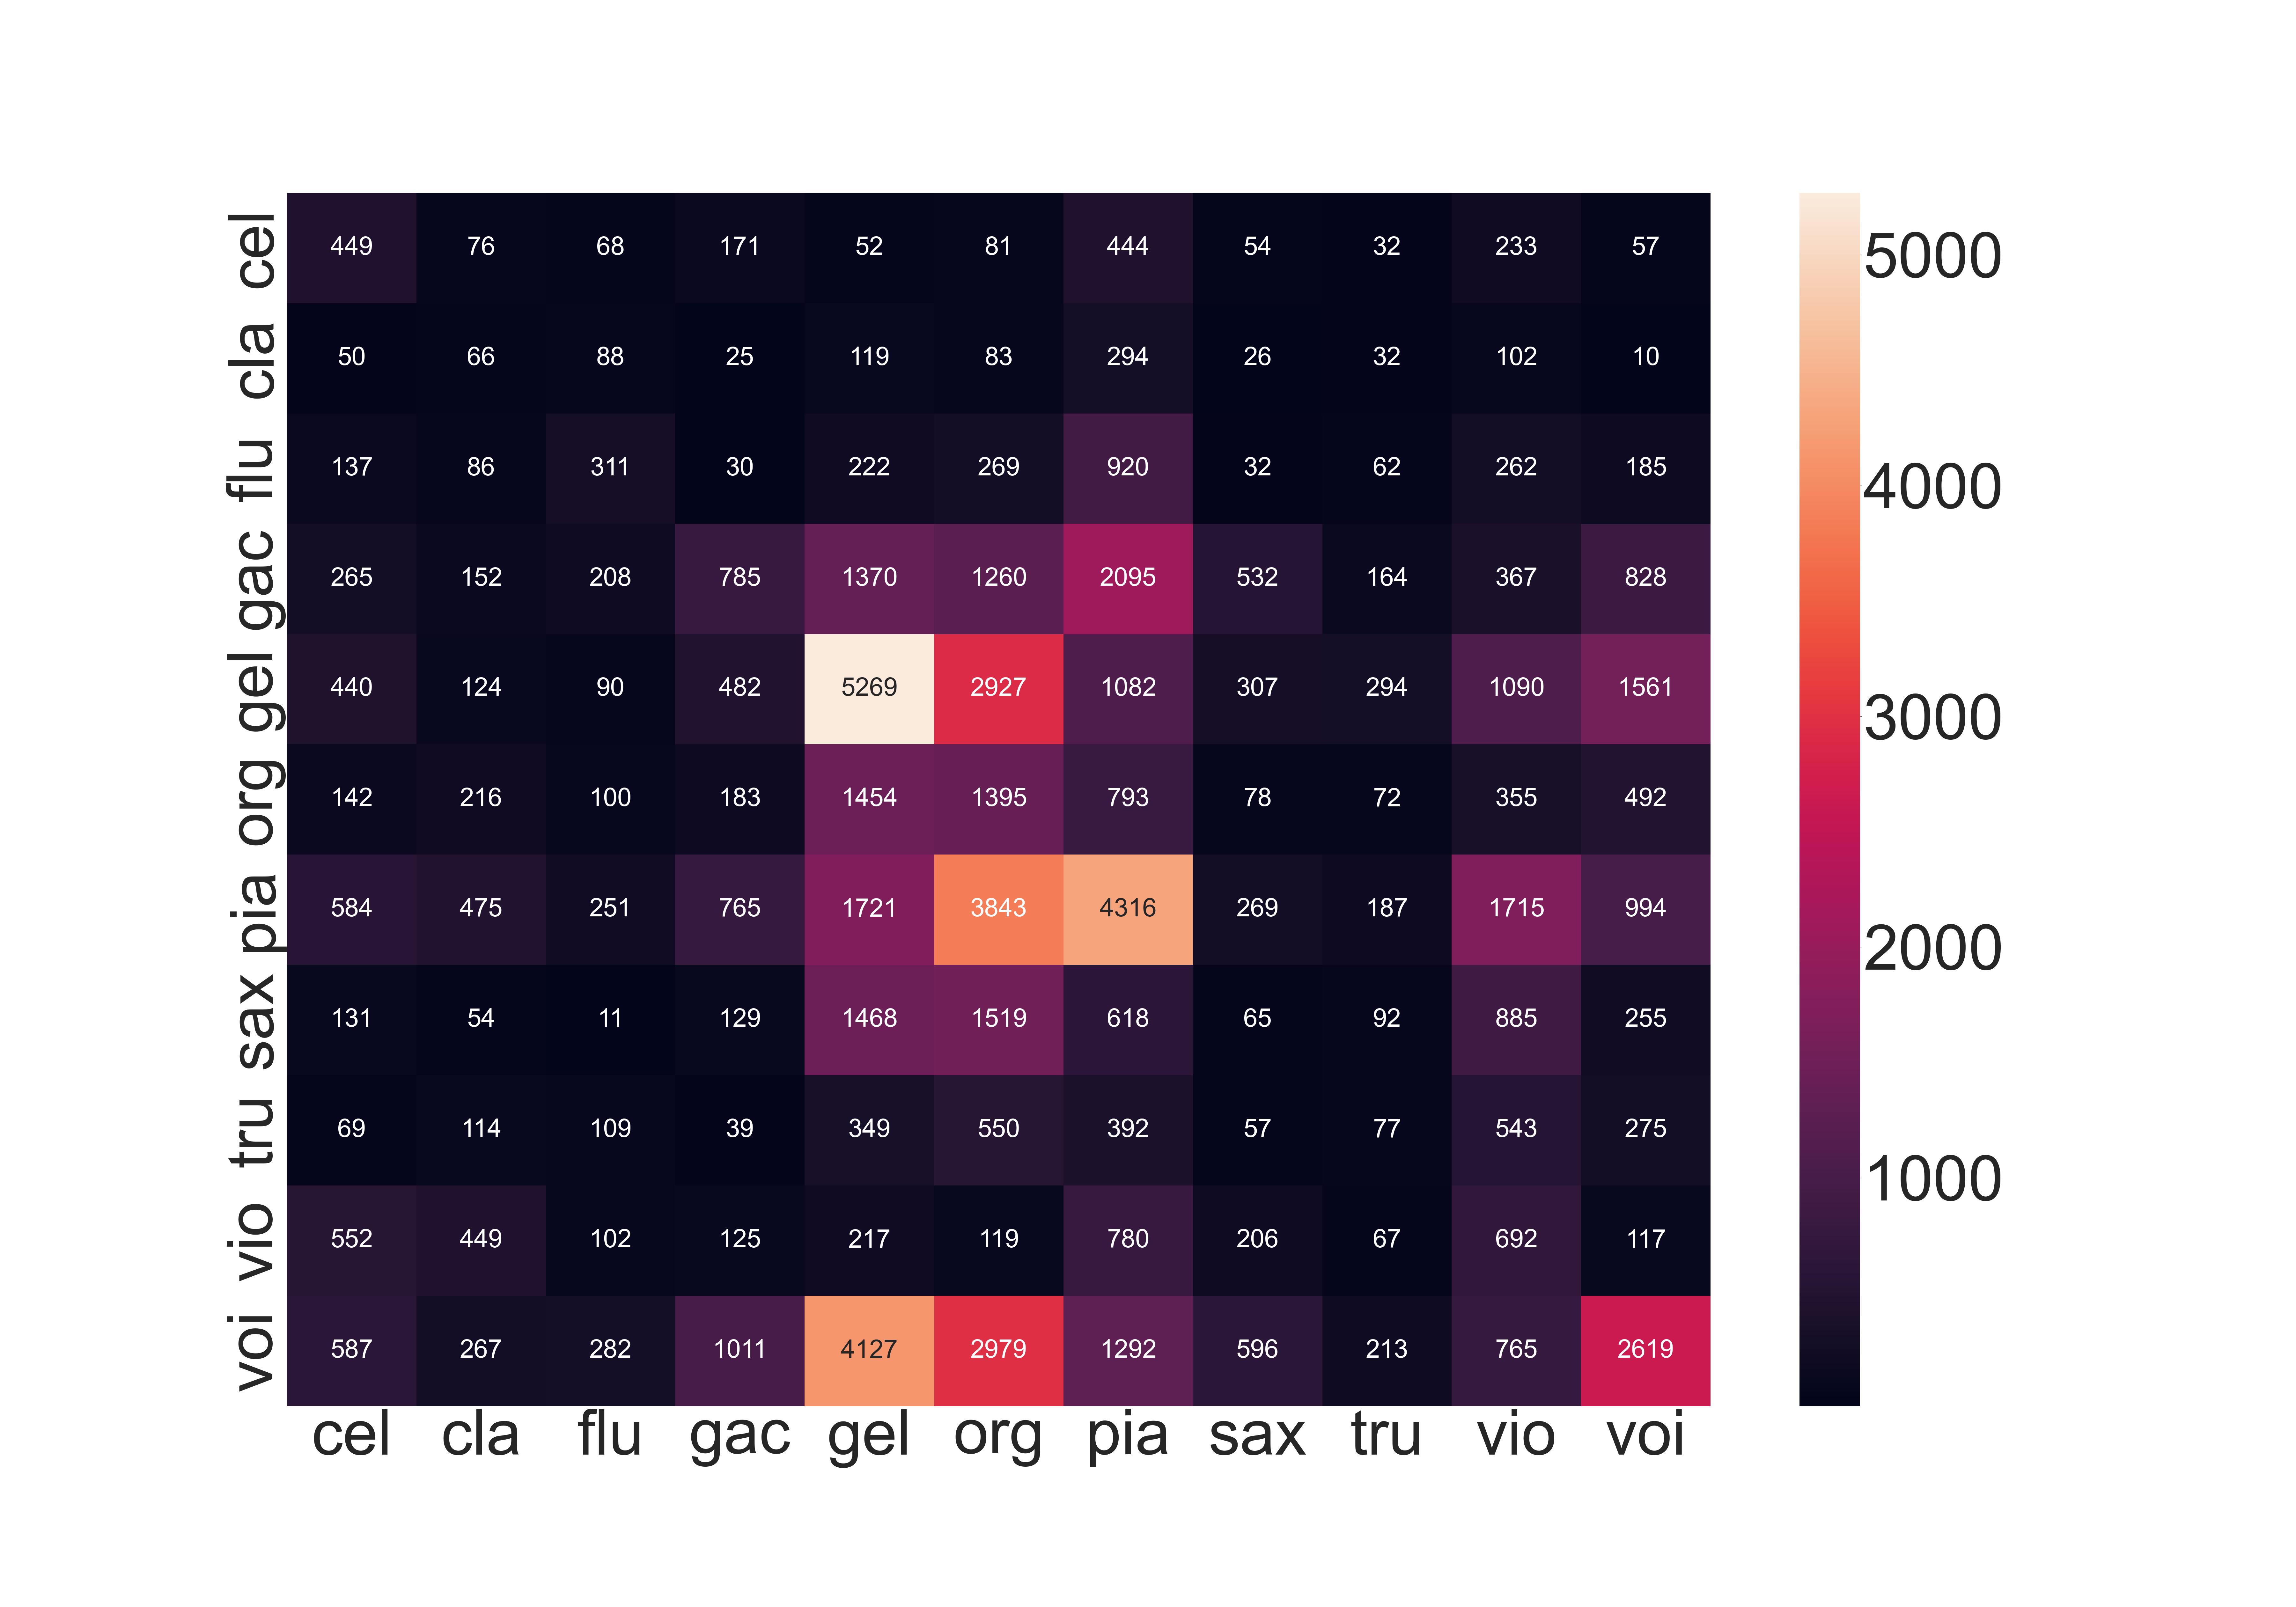 cel 449 76 68 171 52 81 444 54 32 233 57
cla 50 66 88 25 119 83 294 26 32 102 10
flu 137 86 311 30 222 269 920 32 62 262 185
gac 265 152 208 785 1370 1260 2095 532 164 367 828
gel 440 124 90 482 5269 2927 1082 307 294 1090 1561
org 142 216 100 183 1454 1395 793 78 72 355 492
pia 584 475 251 765 1721 3843 4316 269 187 1715 994
sax 131 54 11 129 1468 1519 618 65 92 885 255
tru 69 114 109 39 349 550 392 57 77 543 275
vio 552 449 102 125 217 119 780 206 67 692 117
voi 587 267 282 1011 4127 2979 1292 596 213 765 2619
cel cla flu gac gel org pia sax tru vio voi
5000
4000
3000
2000
1000